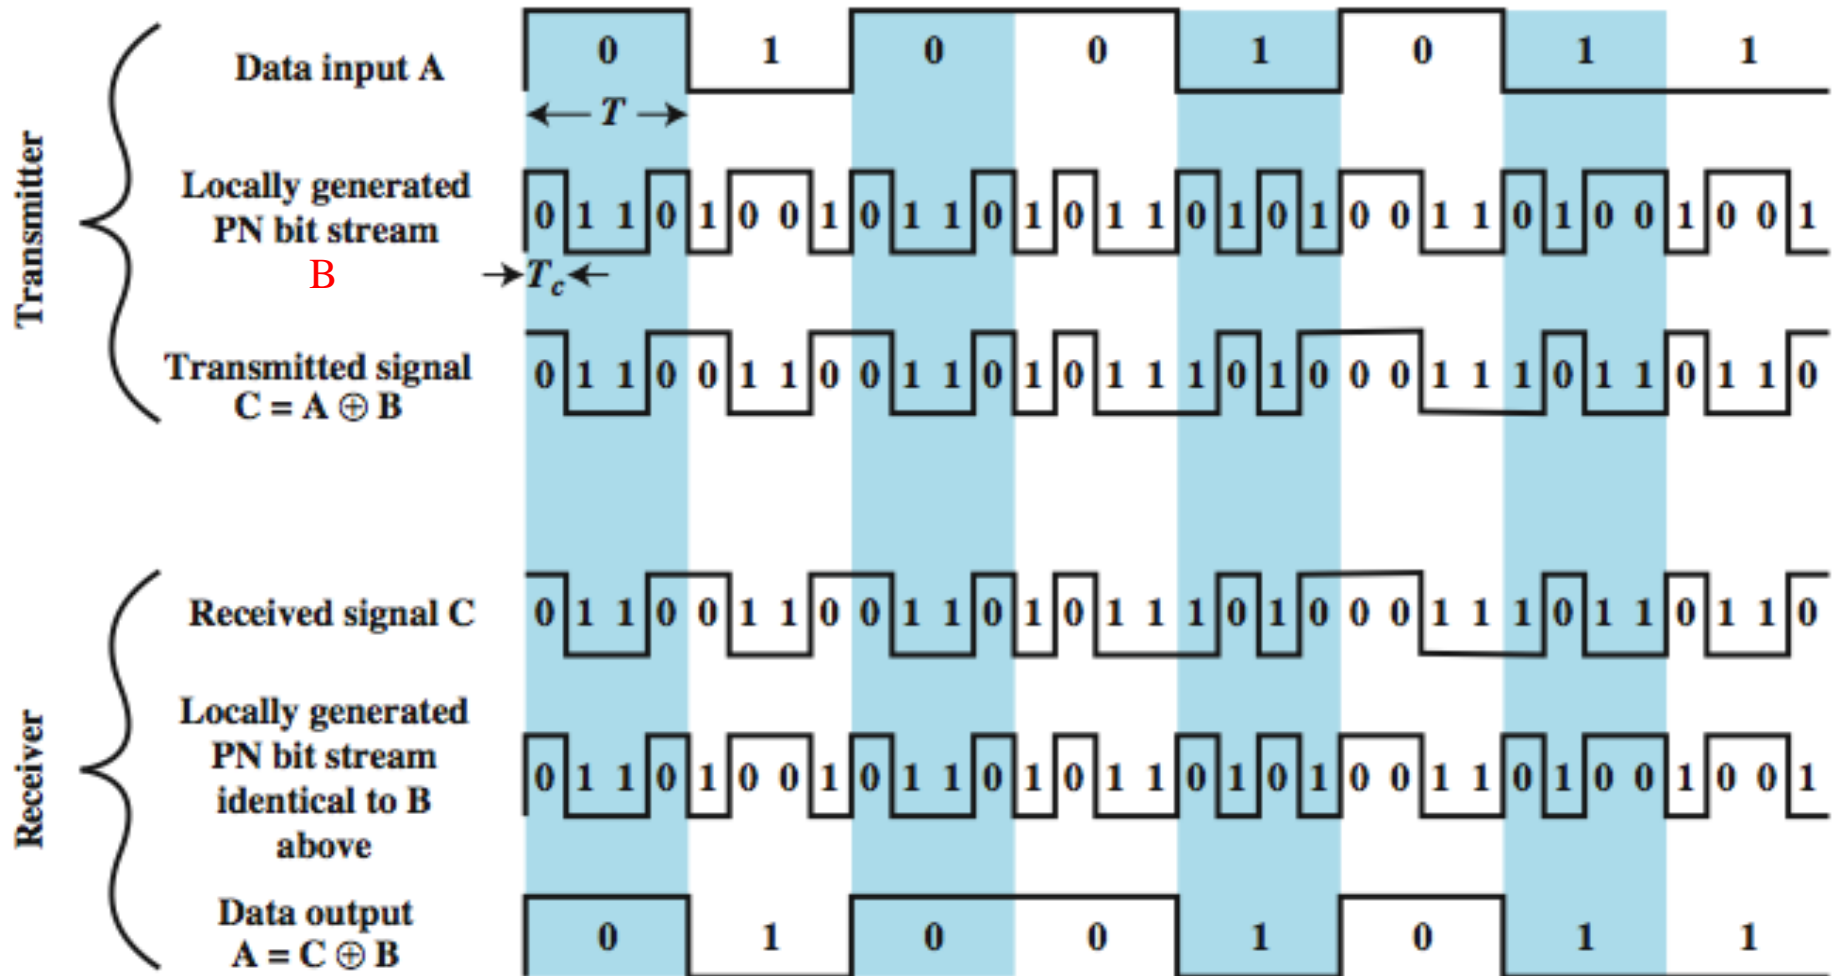 Transmitter
Data input A
0 1 0 0 1 0 1 1
T
Locally generated
PN bit stream
B
0 1 1 0 1 0 0 1 0 1 1 0 1 0 1 1 0 1 0 1 0 0 1 1 0 1 0 0 1 0 0 1
Tc
Transmitted signal
C = A ⊕ B
0 1 1 0 0 1 1 0 0 1 1 0 1 0 1 1 1 0 1 0 0 0 1 1 1 0 1 1 0 1 1 0
Receiver
Received signal C
0 1 1 0 0 1 1 0 0 1 1 0 1 0 1 1 1 0 1 0 0 0 1 1 1 0 1 1 0 1 1 0
Locally generated
PN bit stream
identical to B
above
0 1 1 0 1 0 0 1 0 1 1 0 1 0 1 1 0 1 0 1 0 0 1 1 0 1 0 0 1 0 0 1
Data output
A = C ⊕ B
0 1 0 0 1 0 1 1